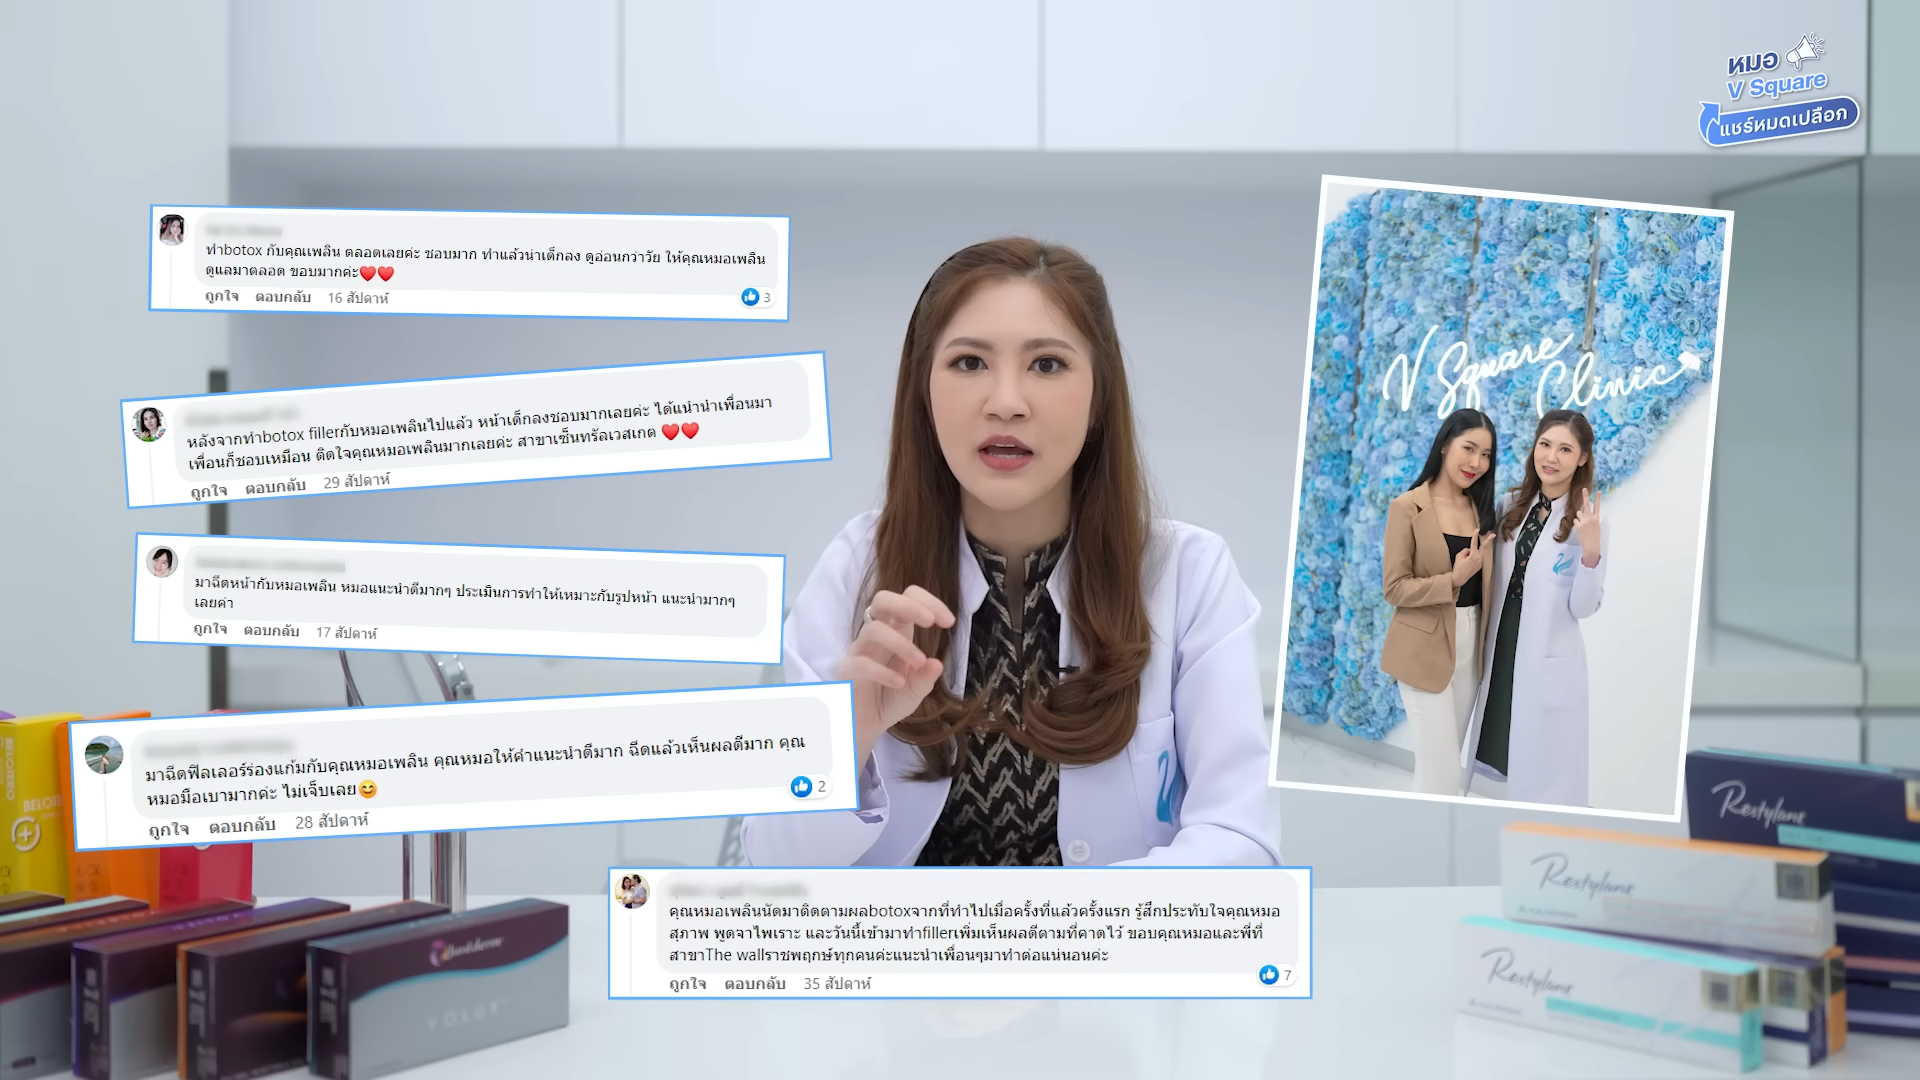 หมอ
V Square
แชร์หมดเปลือก
ทำbotox กับคุณเพลิน ตลอดเลยค่ะ ชอบมาก ทำแล้วน่าเด็กลง ดูอ่อนกว่าวัย ให้คุณหมอเพลิน
ดูแลมาตลอด ขอบมากค่ะ❤️❤️
ถูกใจ ตอบกลับ 16 สัปดาห์ 3
หลังจากทำbotox fillerกับหมอเพลินไปแล้ว หน้าเด็กลงชอบมากเลยค่ะ ได้แนำนำเพื่อนมา
เพื่อนก็ชอบเหมือน ติดใจคุณหมอเพลินมากเลยค่ะ สาขาเซ็นทรัลเวสเกต ❤️❤️
ถูกใจ ตอบกลับ 29 สัปดาห์
มาฉีดหน้ากับหมอเพลิน หมอแนะนำดีมากๆ ประเมินการทำให้เหมาะกับรูปหน้า แนะนำมากๆ
เลยค่า
ถูกใจ ตอบกลับ 17 สัปดาห์
มาฉีดฟิลเลอร์ร่องแก้มกับคุณหมอเพลิน คุณหมอให้คำแนะนำดีมาก ฉีดแล้วเห็นผลดีมาก คุณ
หมอมือเบามากค่ะ ไม่เจ็บเลย😊
ถูกใจ ตอบกลับ 28 สัปดาห์ 2
คุณหมอเพลินนัดมาติดตามผลbotoxจากที่ทำไปเมื่อครั้งที่แล้วครั้งแรก รู้สึกประทับใจคุณหมอ
สุภาพ พูดจาไพเราะ และวันนี้เข้ามาทำfillerเพิ่มเห็นผลดีตามที่คาดไว้ ขอบคุณหมอและพี่ที่
สาขาThe wallราชพฤกษ์ทุกคนค่ะแนะนำเพื่อนๆมาทำต่อแน่นอนค่ะ
ถูกใจ ตอบกลับ 35 สัปดาห์ 7
V Square
Clinic
Restylane
Restylane
Restylane
VOLUX